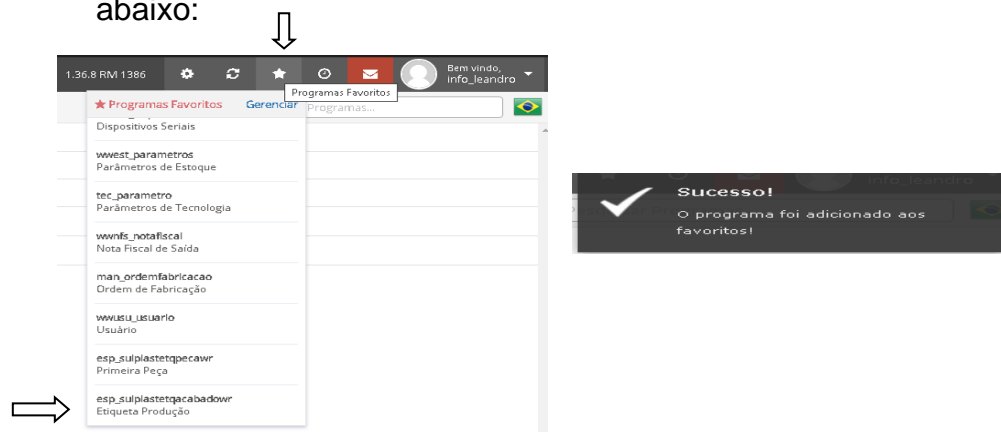 abaixo:
1.36.8 RM 1386
Bem vindo,
info_leandro
Programas Favoritos
Programas Favoritos Gerenciar
Programas...
Dispositivos Seriais
wwest_parametros
Parâmetros de Estoque
tec_parametro
Parâmetros de Tecnologia
wwnfs_notafiscal
Nota Fiscal de Saída
man_ordemfabricacao
Ordem de Fabricação
wwusu_usuario
Usuário
esp_sulplastetqpecawr
Primeira Peça
esp_sulplastetqacabadowr
Etiqueta Produção
info_leandro
Sucesso!
O programa foi adicionado aos
favoritos!